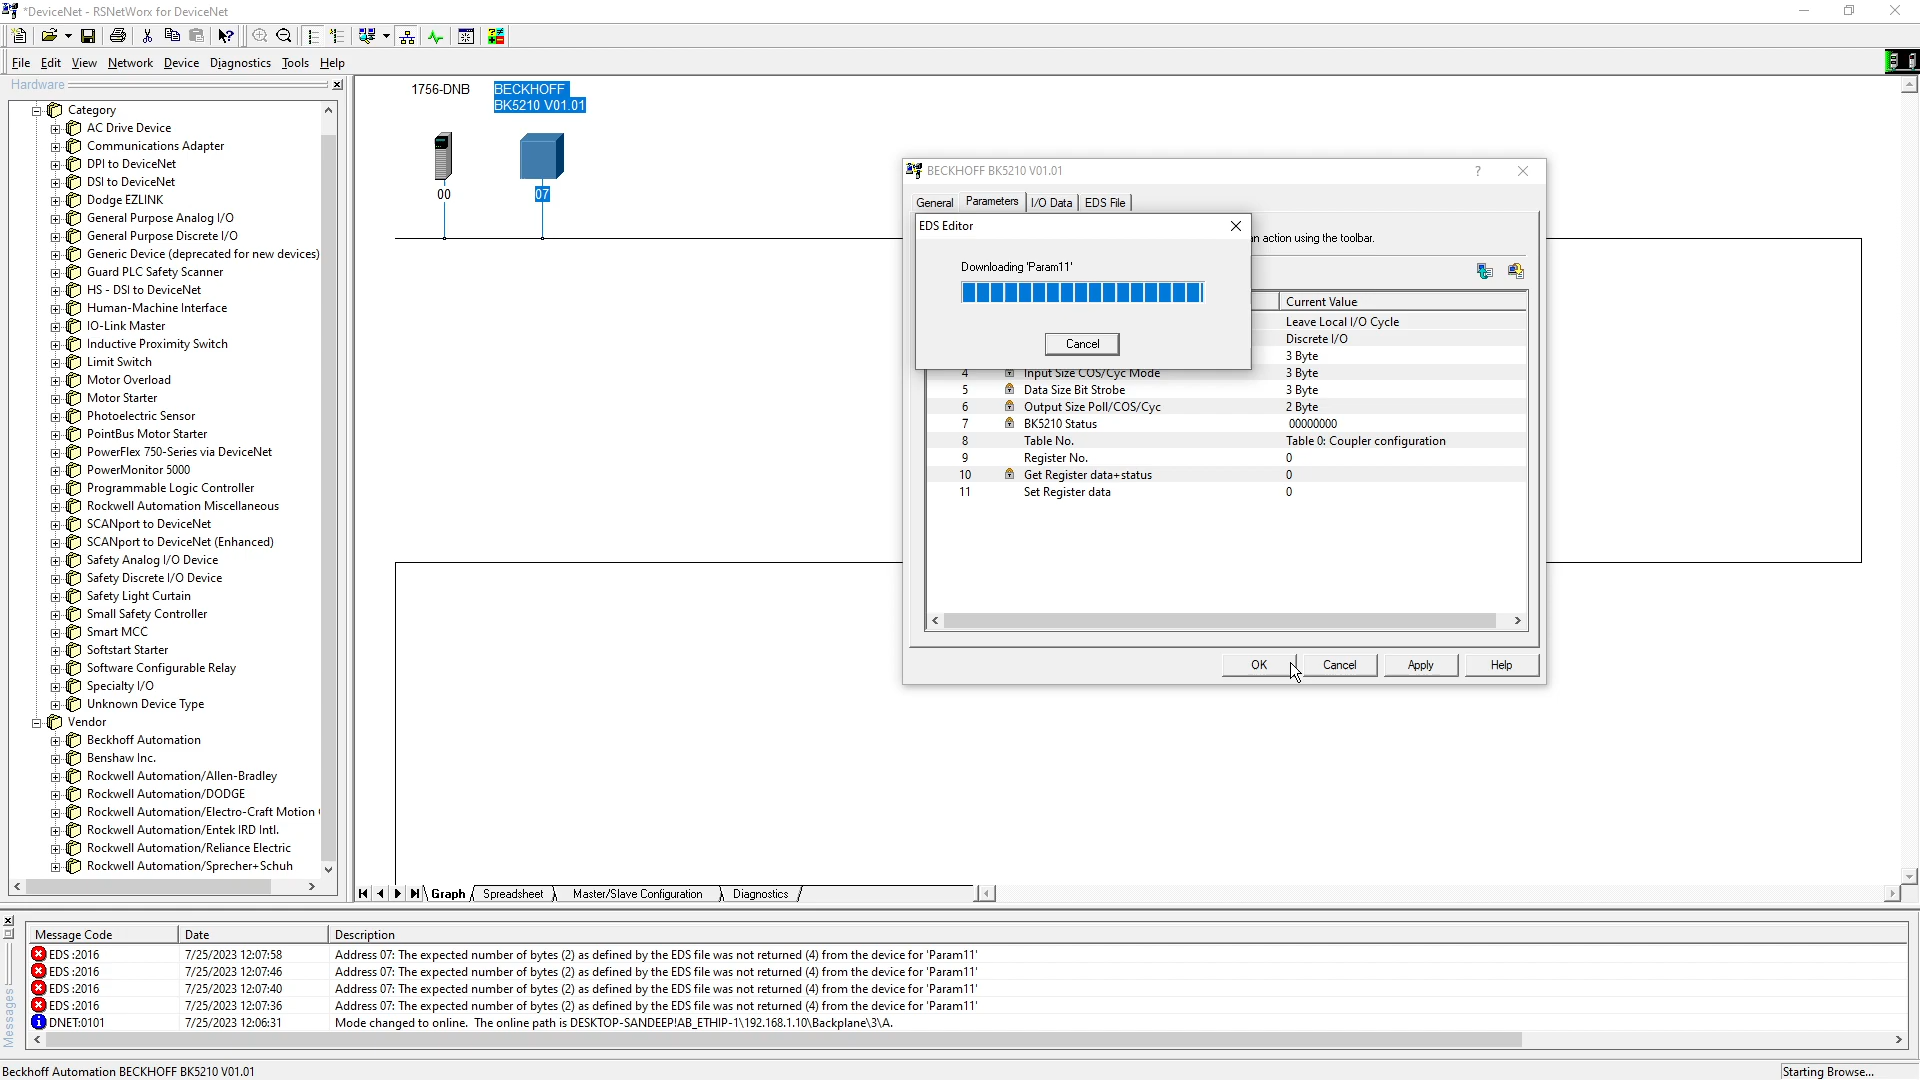 *DeviceNet - RSNetWorx for DeviceNet
File Edit View Network Device Diagnostics Tools Help
Hardware
Category
AC Drive Device
Communications Adapter
DPI to DeviceNet
DSI to DeviceNet
Dodge EZLINK
General Purpose Analog I/O
General Purpose Discrete I/O
Generic Device (deprecated for new devices)
Guard PLC Safety Scanner
HS - DSI to DeviceNet
Human-Machine Interface
IO-Link Master
Inductive Proximity Switch
Limit Switch
Motor Overload
Motor Starter
Photoelectric Sensor
PointBus Motor Starter
PowerFlex 750-Series via DeviceNet
PowerMonitor 5000
Programmable Logic Controller
Rockwell Automation Miscellaneous
SCANport to DeviceNet
SCANport to DeviceNet (Enhanced)
Safety Analog I/O Device
Safety Discrete I/O Device
Safety Light Curtain
Small Safety Controller
Smart MCC
Softstart Starter
Software Configurable Relay
Specialty I/O
Unknown Device Type
Vendor
Beckhoff Automation
Benshaw Inc.
Rockwell Automation/Allen-Bradley
Rockwell Automation/DODGE
Rockwell Automation/Electro-Craft Motion
Rockwell Automation/Entek IRD Intl.
Rockwell Automation/Reliance Electric
Rockwell Automation/Sprecher+Schuh
1756-DNB
BECKHOFF
BK5210 V01.01
00
07
BECKHOFF BK5210 V01.01
General Parameters I/O Data EDS File
EDS Editor
Downloading 'Param11'
Cancel
an action using the toolbar.
Current Value
Leave Local I/O Cycle
Discrete I/O
3 Byte
4 Input Size COS/Cyc Mode 3 Byte
5 Data Size Bit Strobe 3 Byte
6 Output Size Poll/COS/Cyc 2 Byte
7 BK5210 Status 00000000
8 Table No. Table 0: Coupler configuration
9 Register No. 0
10 Get Register data+status 0
11 Set Register data 0
OK Cancel Apply Help
Graph Spreadsheet Master/Slave Configuration Diagnostics
Messages
Message Code Date Description
EDS :2016 7/25/2023 12:07:58 Address 07: The expected number of bytes (2) as defined by the EDS file was not returned (4) from the device for 'Param11'
EDS :2016 7/25/2023 12:07:46 Address 07: The expected number of bytes (2) as defined by the EDS file was not returned (4) from the device for 'Param11'
EDS :2016 7/25/2023 12:07:40 Address 07: The expected number of bytes (2) as defined by the EDS file was not returned (4) from the device for 'Param11'
EDS :2016 7/25/2023 12:07:36 Address 07: The expected number of bytes (2) as defined by the EDS file was not returned (4) from the device for 'Param11'
DNET:0101 7/25/2023 12:06:31 Mode changed to online. The online path is DESKTOP-SANDEEP!AB_ETHIP-1\192.168.1.10\Backplane\3\A.
Beckhoff Automation BECKHOFF BK5210 V01.01
Starting Browse...